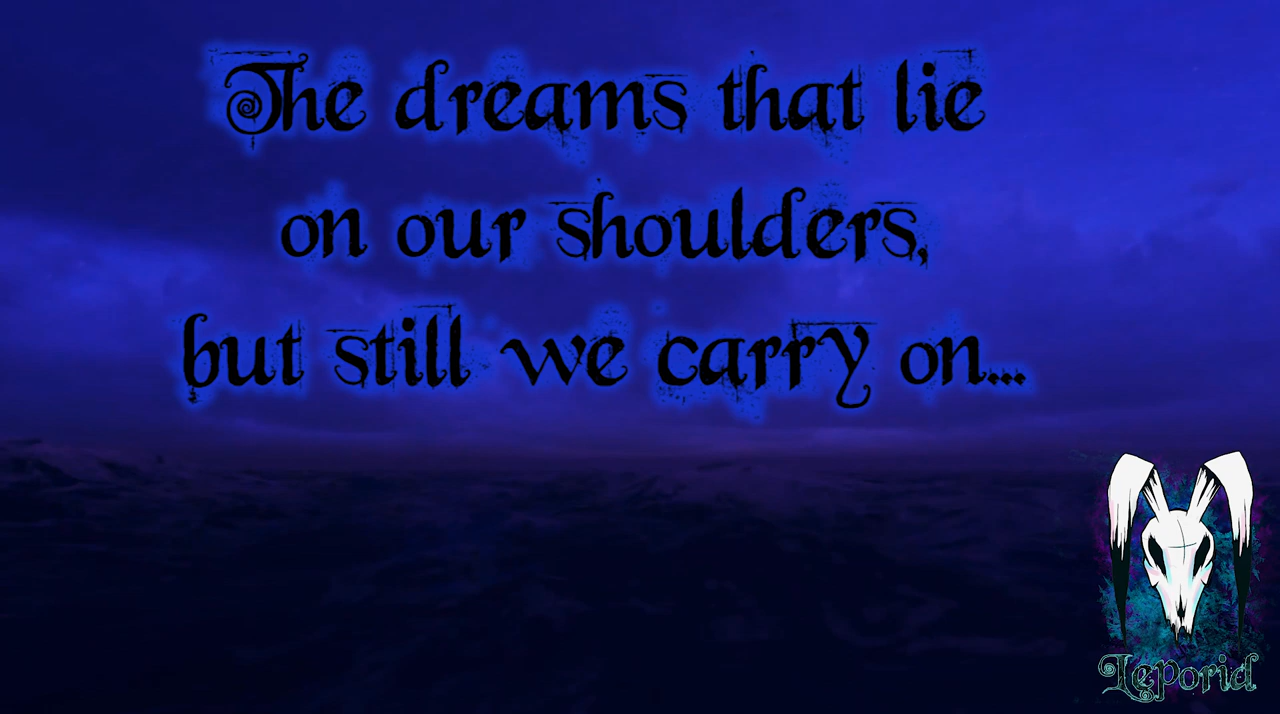 The dreams that lie
on our shoulders,
but still we carry on...
Leporid